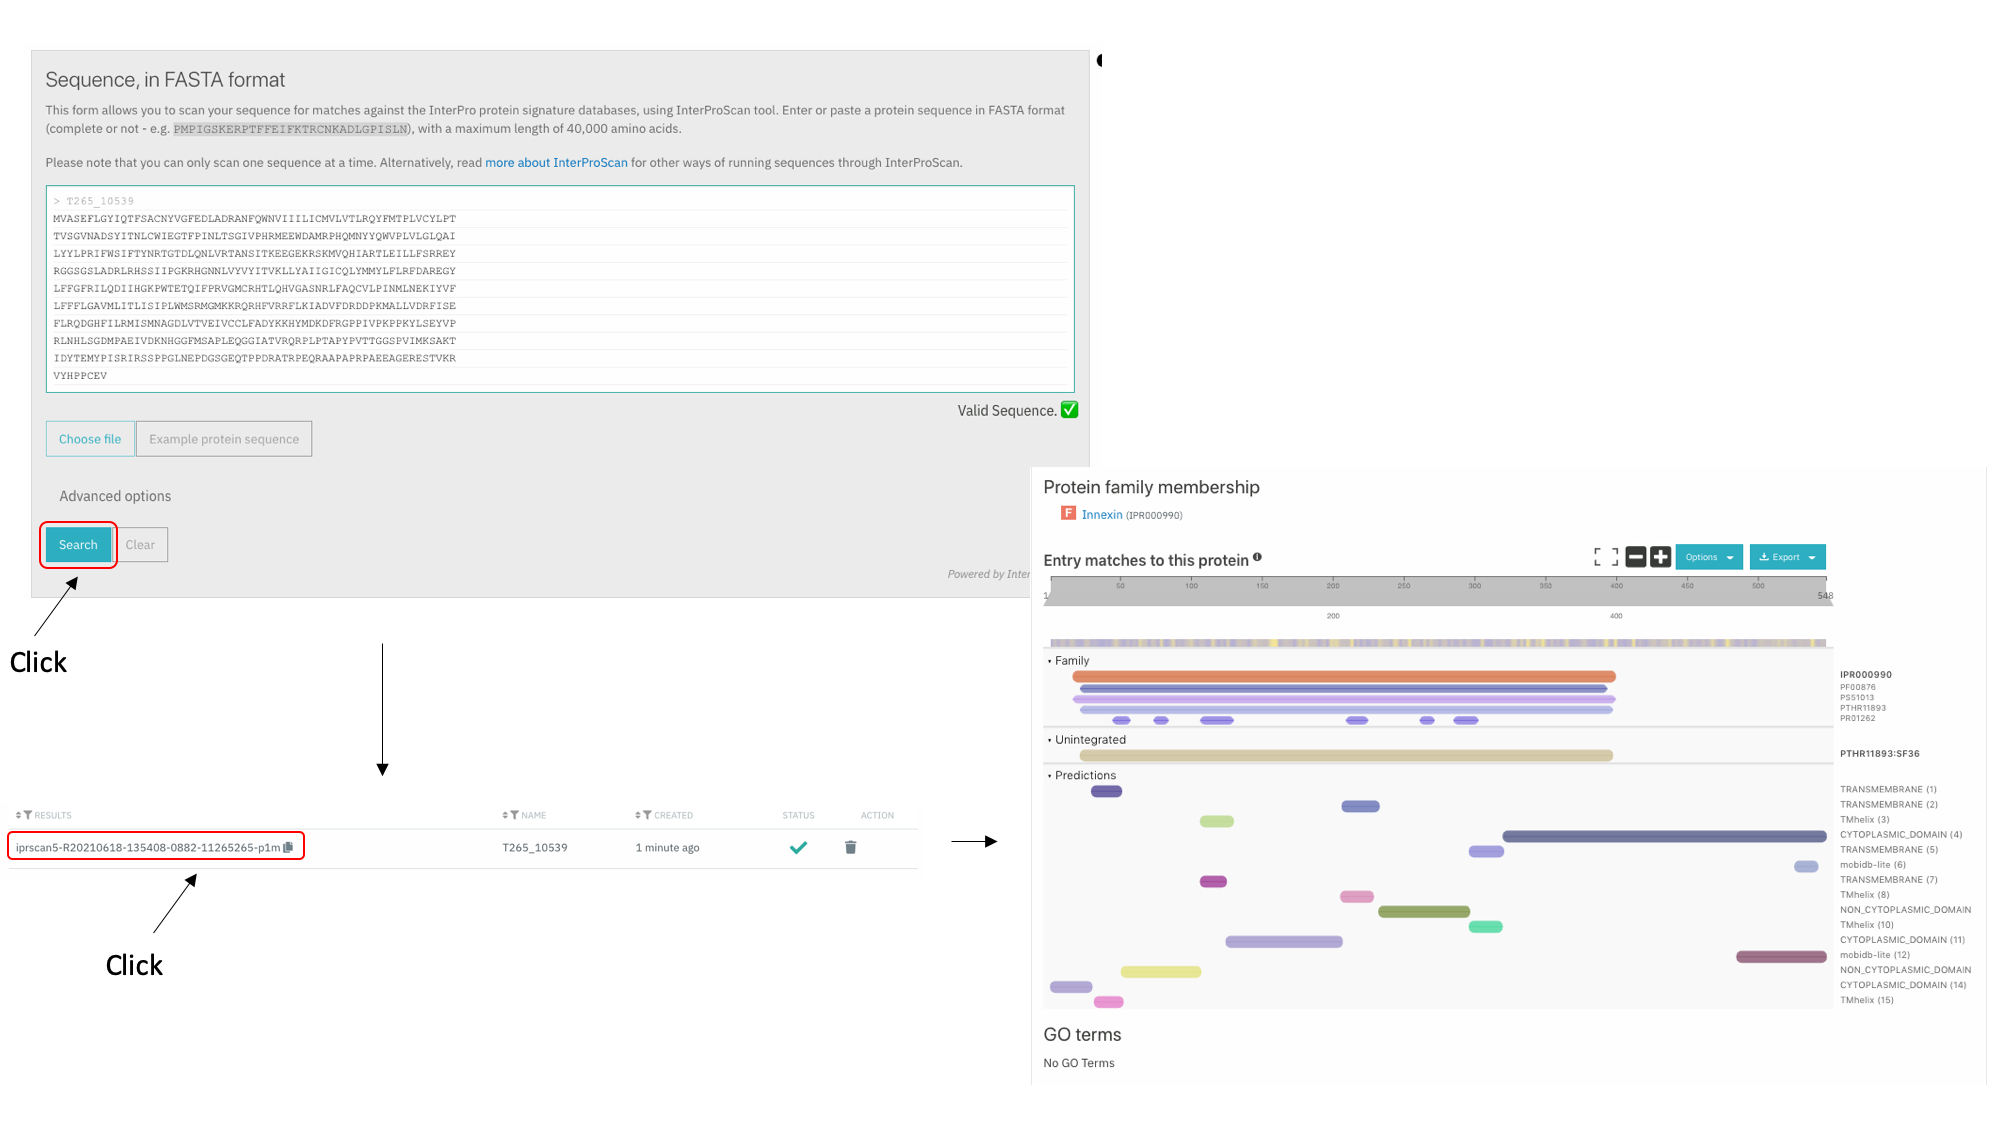 Sequence, in FASTA format
This form allows you to scan your sequence for matches against the InterPro protein signature databases, using InterProScan tool. Enter or paste a protein sequence in FASTA format
(complete or not - e.g. PMPIGSKERPTFFEIFKTRCNKADLGPISLN), with a maximum length of 40,000 amino acids.
Please note that you can only scan one sequence at a time. Alternatively, read more about InterProScan for other ways of running sequences through InterProScan.
> T265_10539
MVASEFLGYIQTFSACNYVGFEDLADRANFQWNVIIILICMVLVTLRQYFMTPLVCYLPT
TVSGVNADSYITNLCWIEGTFPINLTSGIVPHRMEEWDAMRPHQMNYYQWVPLVLGLQAI
LYYLPRIFWSIFTYNRTGTDLQNLVRTANSITKEEGEKRSKMVQHIARTLEILLFSRREY
RGGSGSLADRLRHSSIIPGKRHGNNLVYVYITVKLLYAIIGICQLYMMYLFLRFDAREGY
LFFGFRILQDIIHGKPWTETQIFPRVGMCRHTLQHVGASNRLFAQCVLPINMLNEKIYVF
LFFFLGAVMLITLISIPLWMSRMGMKKRQRHFVRRFLKIADVFDRDDPKMALLVDRFISE
FLRQDGHFILRMISMNAGDLVTVEIVCCLFADYKKHYMDKDFRGPPIVPKPPKYLSEYVP
RLNHLSGDMPAEIVDKNHGGFMSAPLEQGGIATVRQRPLPTAPYPVTTGGSPVIMKSAKT
IDYTEMYPISRIRSSPPGLNEPDGSGEQTPPDRATRPEQRAAPAPRPAEEAGERESTVKR
VYHPPCEV
Valid Sequence.
Choose file
Example protein sequence
Advanced options
Search
Clear
Powered by Inter
Click
RESULTS NAME CREATED STATUS ACTION
iprscan5-R20210618-135408-0882-11265265-p1m T265_10539 1 minute ago
Click
Protein family membership
F Innexin (IPR000990)
Entry matches to this protein
Options
Export
50 100 150 200 250 300 350 400 450 500
1 548
200 400
Family
IPR000990
PF00876
PS51013
PTHR11893
PR01262
Unintegrated
PTHR11893:SF36
Predictions
TRANSMEMBRANE (1)
TRANSMEMBRANE (2)
TMhelix (3)
CYTOPLASMIC_DOMAIN (4)
TRANSMEMBRANE (5)
mobidb-lite (6)
TRANSMEMBRANE (7)
TMhelix (8)
NON_CYTOPLASMIC_DOMAIN
TMhelix (10)
CYTOPLASMIC_DOMAIN (11)
mobidb-lite (12)
NON_CYTOPLASMIC_DOMAIN
CYTOPLASMIC_DOMAIN (14)
TMhelix (15)
GO terms
No GO Terms